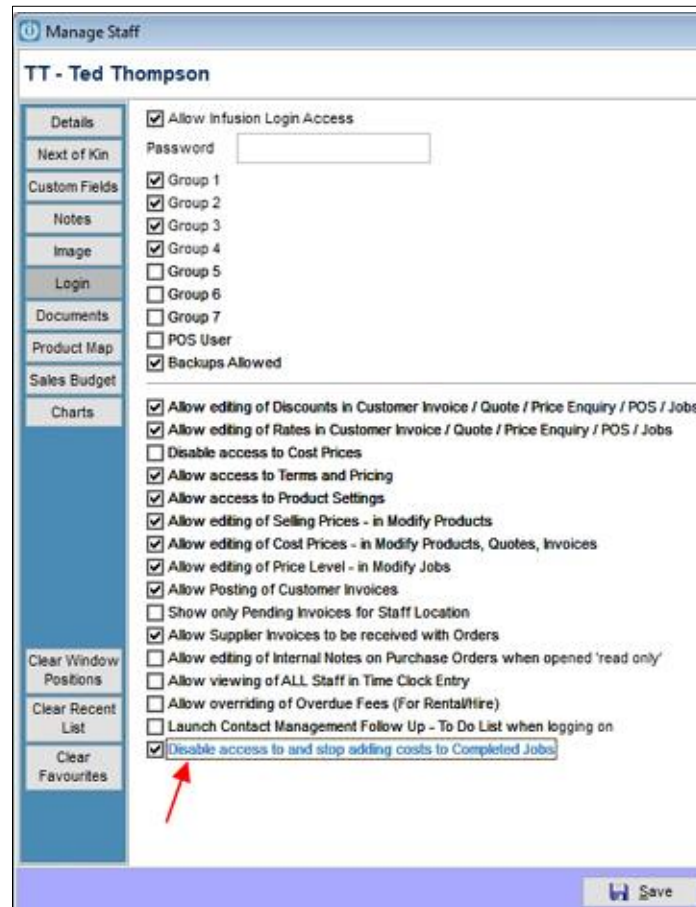 Manage Staff
TT - Ted Thompson
Details
Next of Kin
Custom Fields
Notes
Image
Login
Documents
Product Map
Sales Budget
Charts
Clear Window
Positions
Clear Recent
List
Clear
Favourites
Allow Infusion Login Access
Password
Group 1
Group 2
Group 3
Group 4
Group 5
Group 6
Group 7
POS User
Backups Allowed
Allow editing of Discounts in Customer Invoice / Quote / Price Enquiry / POS / Jobs
Allow editing of Rates in Customer Invoice / Quote / Price Enquiry / POS / Jobs
Disable access to Cost Prices
Allow access to Terms and Pricing
Allow access to Product Settings
Allow editing of Selling Prices - in Modify Products
Allow editing of Cost Prices - in Modify Products, Quotes, Invoices
Allow editing of Price Level - in Modify Jobs
Allow Posting of Customer Invoices
Show only Pending Invoices for Staff Location
Allow Supplier Invoices to be received with Orders
Allow editing of Internal Notes on Purchase Orders when opened 'read only'
Allow viewing of ALL Staff in Time Clock Entry
Allow overriding of Overdue Fees (For Rental/Hire)
Launch Contact Management Follow Up - To Do List when logging on
Disable access to and stop adding costs to Completed Jobs
Save